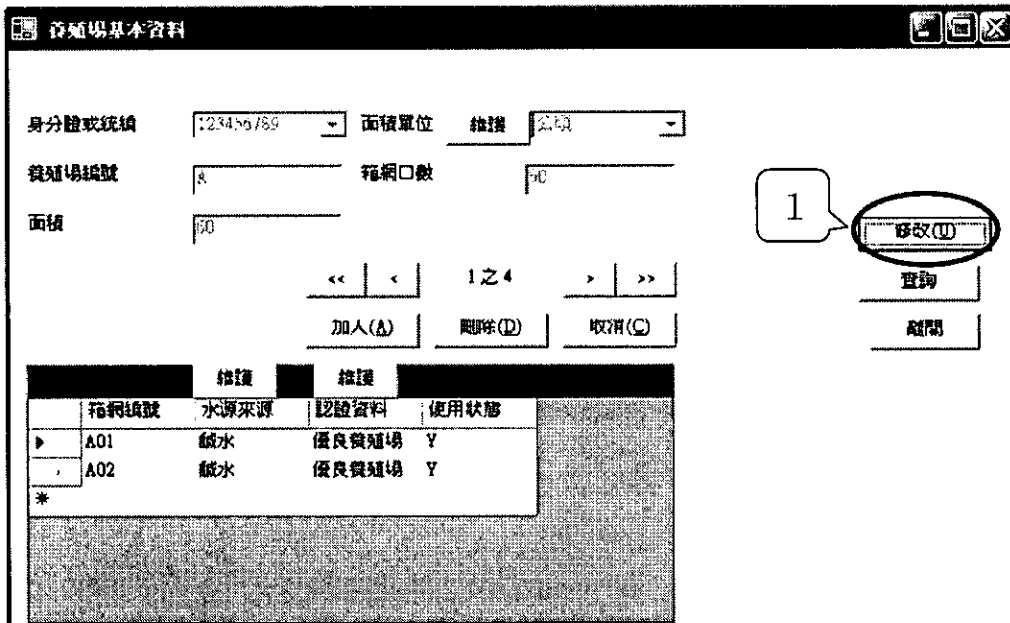 養殖場基本資料
身分證或統編 123456789 面積單位 維護 公頃
養殖場編號 A 箱網口數 50
面積 60
1
修改(U)
<< < 1之4 > >>
查詢
加入(A) 刪除(D) 取消(C)
離開
維護 維護
箱網編號 水源來源 認證資料 使用狀態
A01 鹹水 優良養殖場 Y
A02 鹹水 優良養殖場 Y